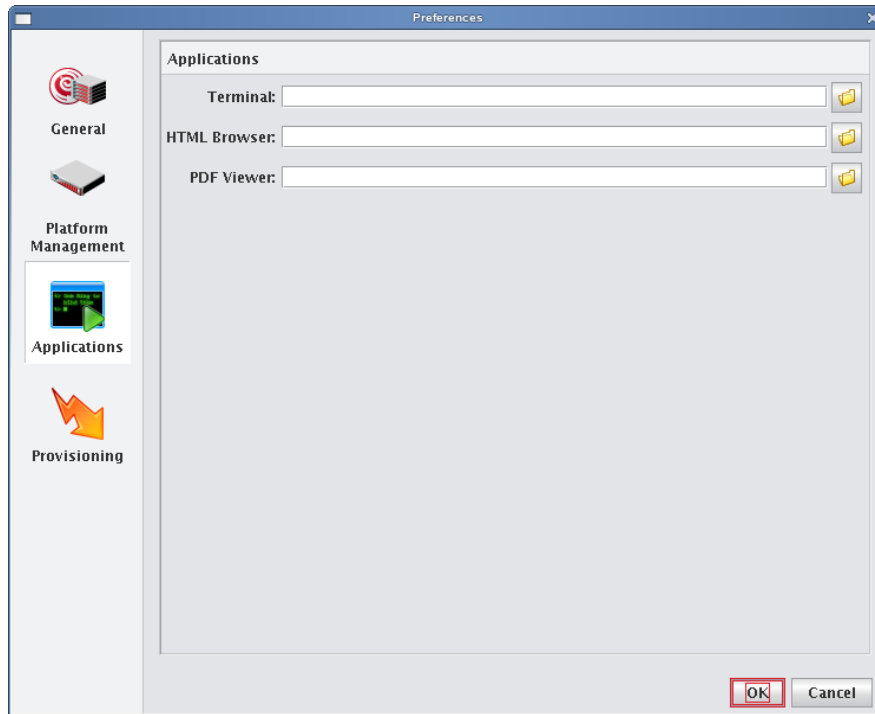 Preferences
Applications
General
Platform
Management
Applications
Provisioning
Terminal:
HTML Browser:
PDF Viewer:
OK
Cancel